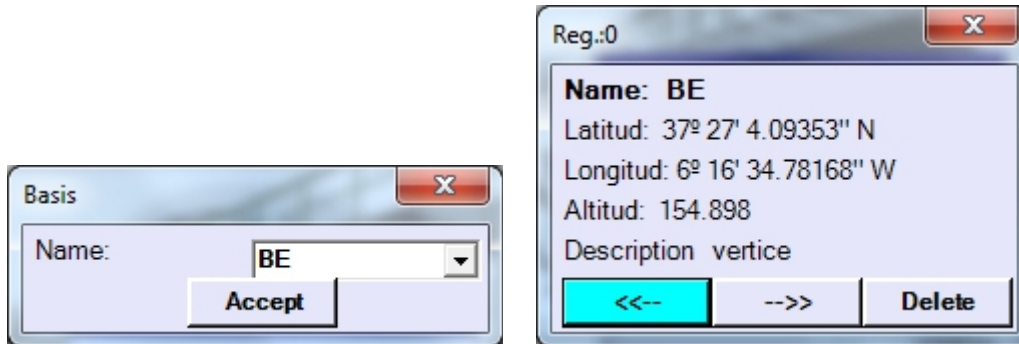 Basis
Name: BE
Accept
Reg.:0
Name: BE
Latitud: 37º 27' 4.09353'' N
Longitud: 6º 16' 34.78168'' W
Altitud: 154.898
Description vertice
<<-- -->> Delete